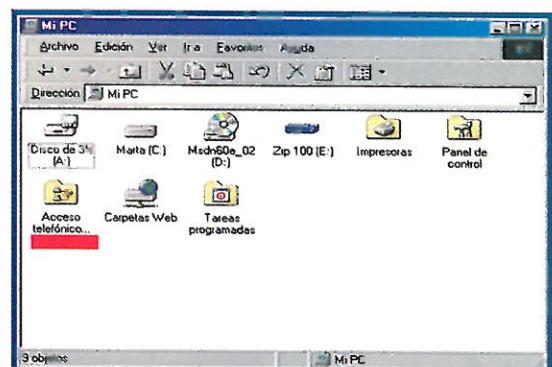 Mi PC
Archivo Edición Ver Ir a Favoritos Ayuda
Dirección Mi PC
Disco de 3½ (A:)
Marta (C:)
Msdn60e_02 (D:)
Zip 100 (E:)
Impresoras
Panel de control
Acceso telefónico...
Carpetas Web
Tareas programadas
9 objetos
Mi PC